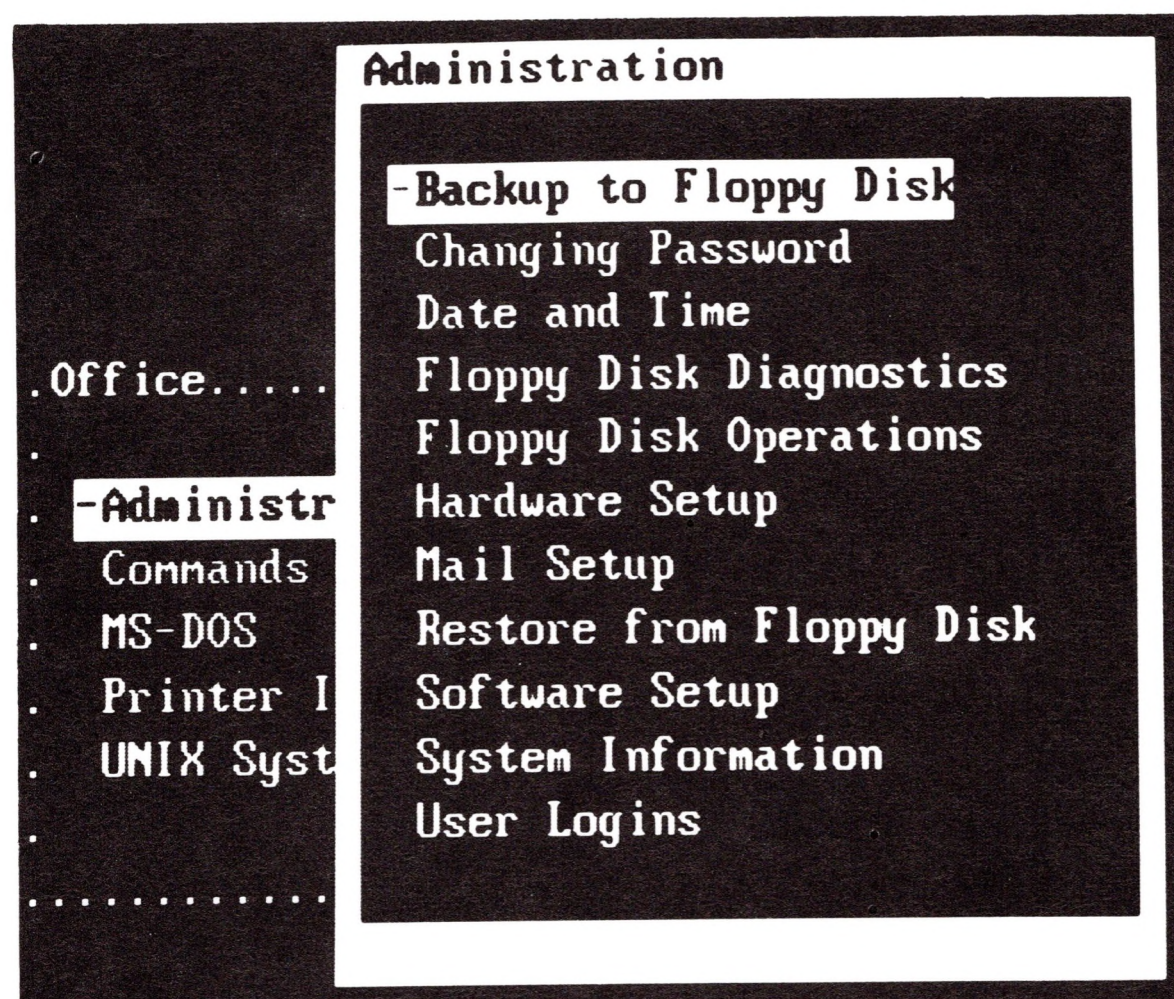 Administration
-Backup to Floppy Disk
Changing Password
Date and Time
Floppy Disk Diagnostics
Floppy Disk Operations
Hardware Setup
Mail Setup
Restore from Floppy Disk
Software Setup
System Information
User Logins
.Office.....
.
. -Administr
. Commands
. MS-DOS
. Printer I
. UNIX Syst
.
.............